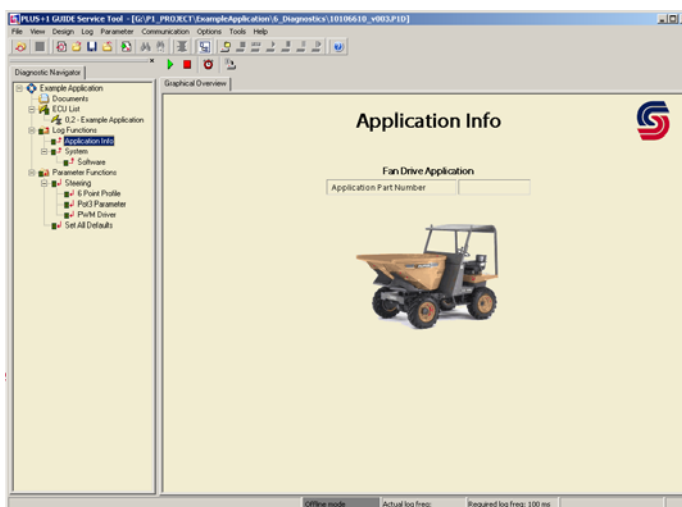 PLUS+1 GUIDE Service Tool - [G:\P1_PROJECT\ExampleApplication\6_Diagnostics\10106610_v003.P1D]
File View Design Log Parameter Communication Options Tools Help
Diagnostic Navigator
Graphical Overview
Example Application
Documents
ECU List
0,2 - Example Application
Log Functions
Application Info
System
Software
Parameter Functions
Steering
6 Point Profile
Pot3 Parameter
PWM Driver
Set All Defaults
Application Info
Fan Drive Application
Application Part Number
Offline mode Actual log freq: Required log freq: 100 ms